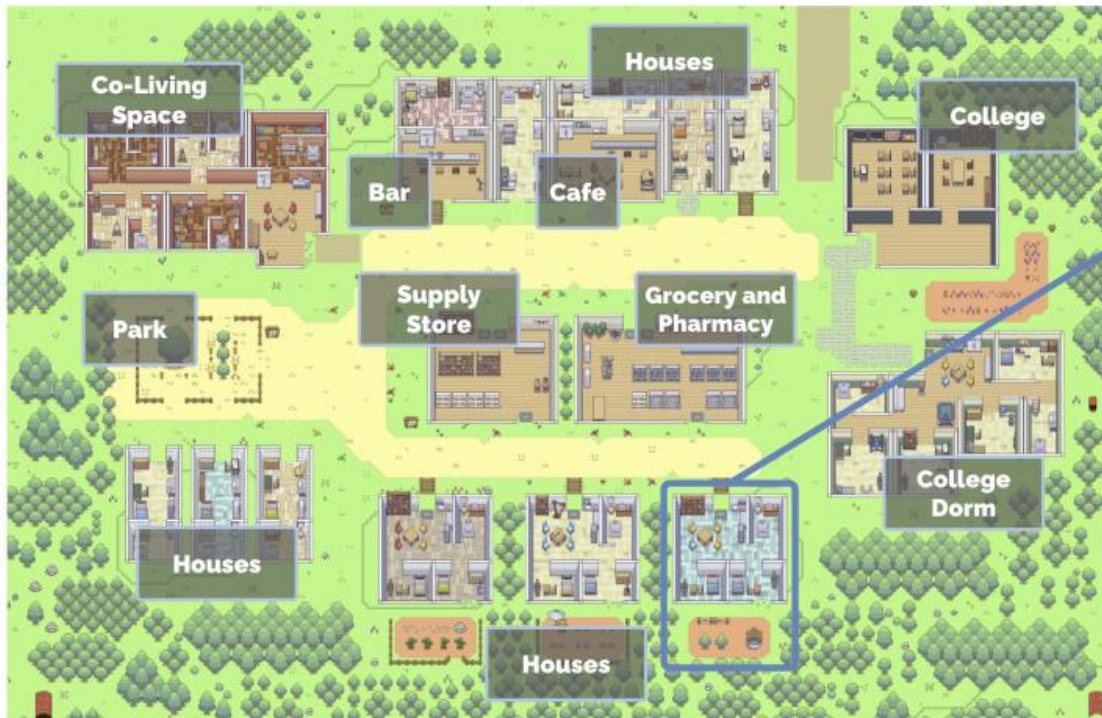 Houses
Co-Living
Space
College
Bar
Cafe
Supply
Store
Grocery and
Pharmacy
Park
College
Dorm
Houses
Houses